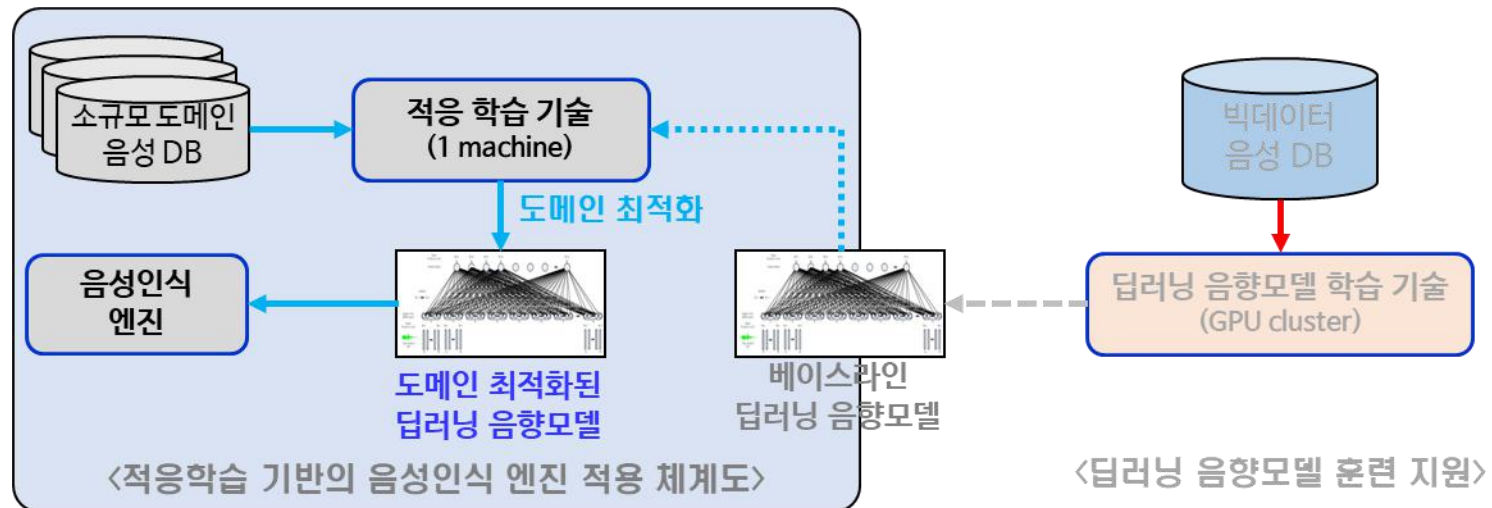 소규모 도메인
음성 DB
적응 학습 기술
(1 machine)
빅데이터
음성 DB
도메인 최적화
음성인식
엔진
딥러닝 음향모델 학습 기술
(GPU cluster)
도메인 최적화된
딥러닝 음향모델
베이스라인
딥러닝 음향모델
<적응학습 기반의 음성인식 엔진 적용 체계도>
<딥러닝 음향모델 훈련 지원>